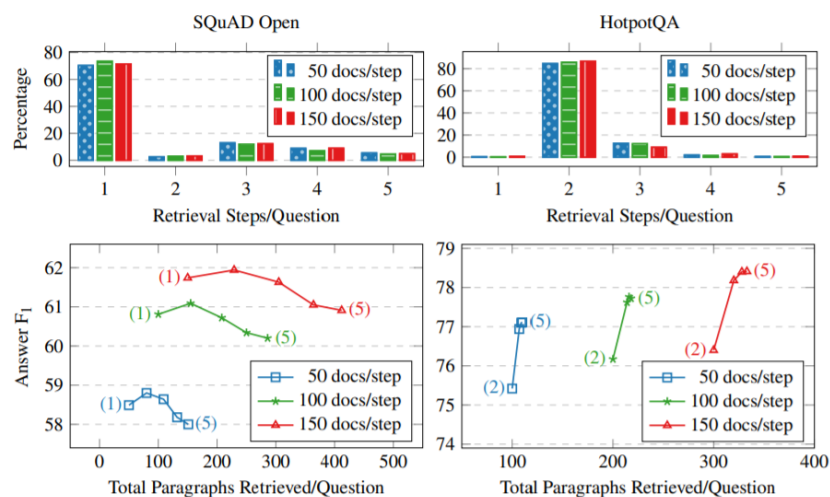 SQuAD Open
HotpotQA
Percentage
80
60
40
20
0
50 docs/step
100 docs/step
150 docs/step
1 2 3 4 5
Retrieval Steps/Question
80
60
40
20
0
50 docs/step
100 docs/step
150 docs/step
1 2 3 4 5
Retrieval Steps/Question
Answer F1
62
61
60
59
58
(1)
(5)
(1)
(5)
(1)
(5)
50 docs/step
100 docs/step
150 docs/step
0 100 200 300 400 500
Total Paragraphs Retrieved/Question
79
78
77
76
75
74
(5)
(2)
(5)
(2)
(5)
(2)
50 docs/step
100 docs/step
150 docs/step
100 200 300 400
Total Paragraphs Retrieved/Question